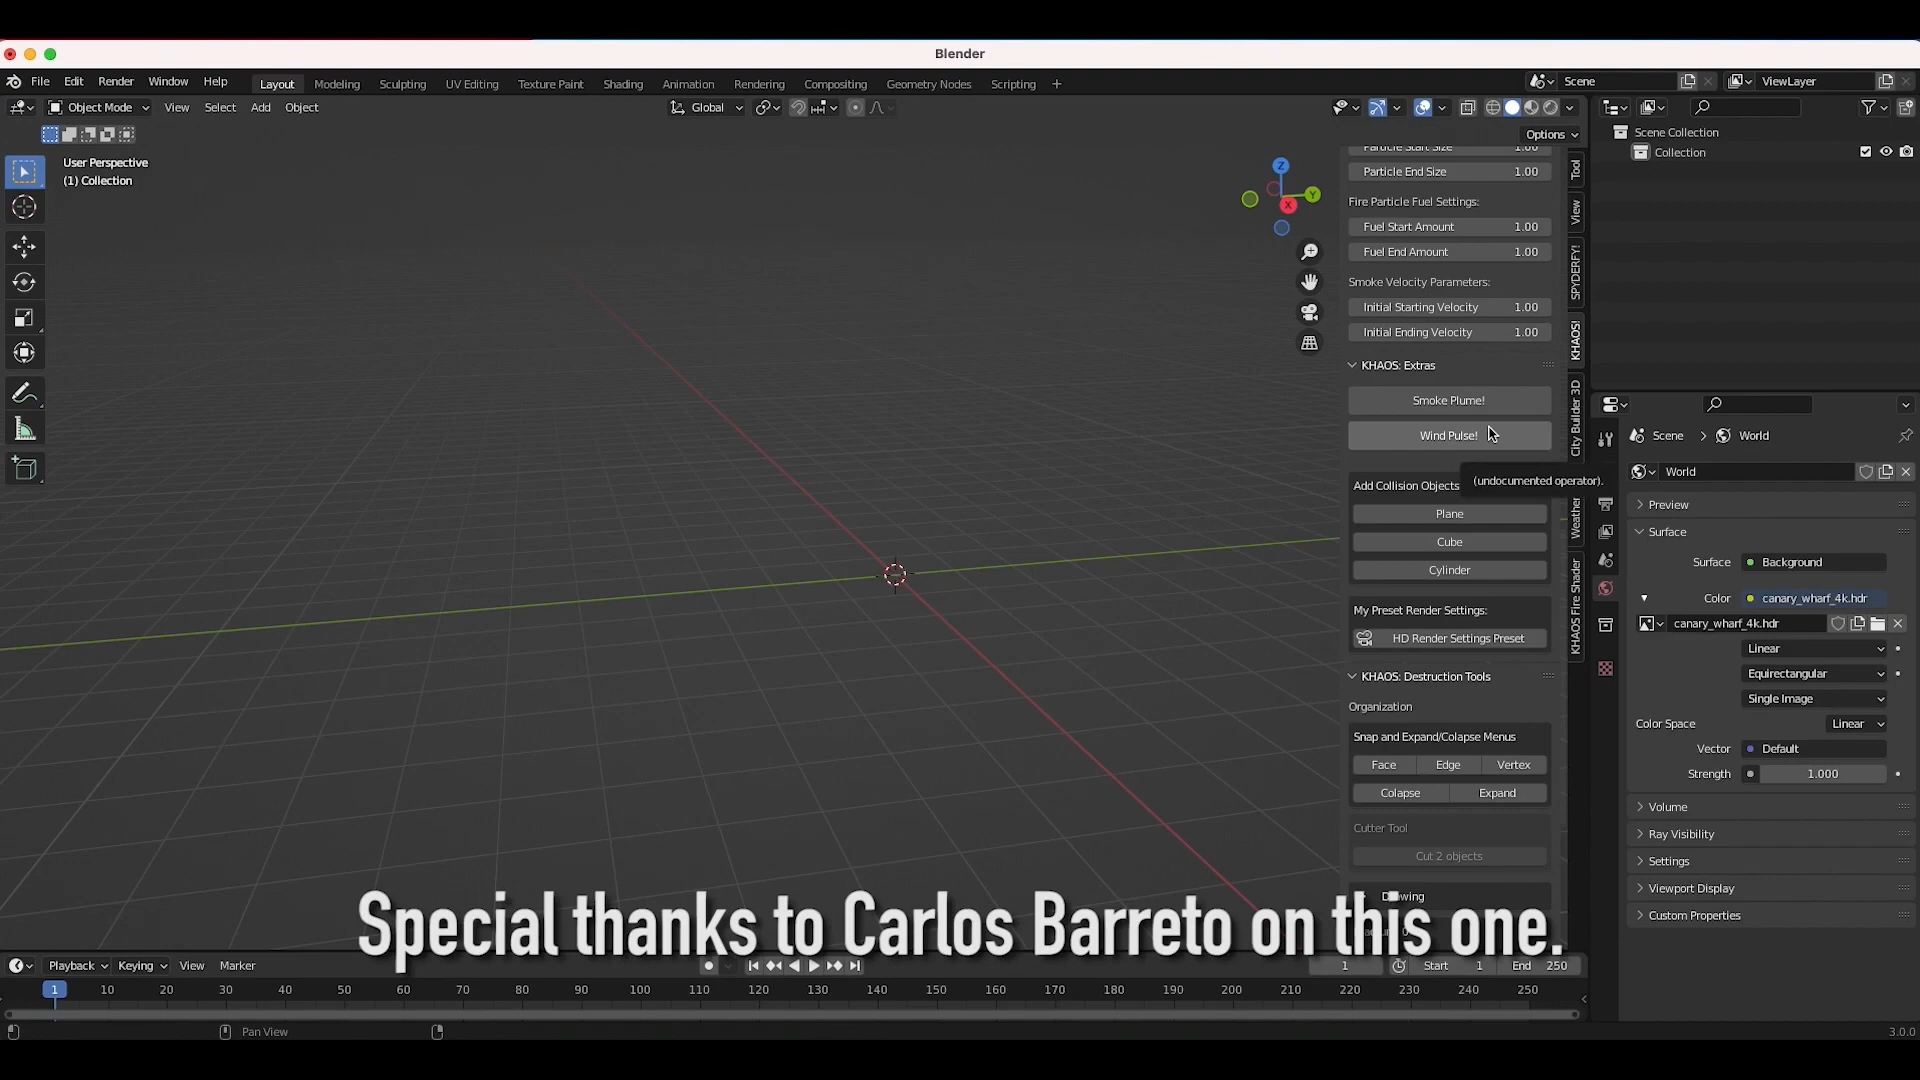 Blender
File Edit Render Window Help Layout Modeling Sculpting UV Editing Texture Paint Shading Animation Rendering Compositing Geometry Nodes Scripting + Scene ViewLayer
Object Mode View Select Add Object Global
Options
User Perspective
(1) Collection
Z
Y
X
Particle Start Size 1.00
Particle End Size 1.00
Fire Particle Fuel Settings:
Fuel Start Amount 1.00
Fuel End Amount 1.00
Smoke Velocity Parameters:
Initial Starting Velocity 1.00
Initial Ending Velocity 1.00
KHAOS: Extras
Smoke Plume!
Wind Pulse!
(undocumented operator).
Add Collision Objects
Plane
Cube
Cylinder
My Preset Render Settings:
HD Render Settings Preset
KHAOS: Destruction Tools
Organization
Snap and Expand/Colapse Menus
Face Edge Vertex
Colapse Expand
Cutter Tool
Cut 2 objects
Drawing
Tool
View
SPYDERFY!
KHAOS!
City Builder 3D
Weather
KHAOS Fire Shader
Scene Collection
Collection
Scene > World
World
Preview
Surface
Surface Background
Color canary_wharf_4k.hdr
canary_wharf_4k.hdr
Linear
Equirectangular
Single Image
Color Space Linear
Vector Default
Strength 1.000
Volume
Ray Visibility
Settings
Viewport Display
Custom Properties
Special thanks to Carlos Barreto on this one.
Playback Keying View Marker 1 Start 1 End 250
1 10 20 30 40 50 60 70 80 90 100 110 120 130 140 150 160 170 180 190 200 210 220 230 240 250
Pan View
3.0.0